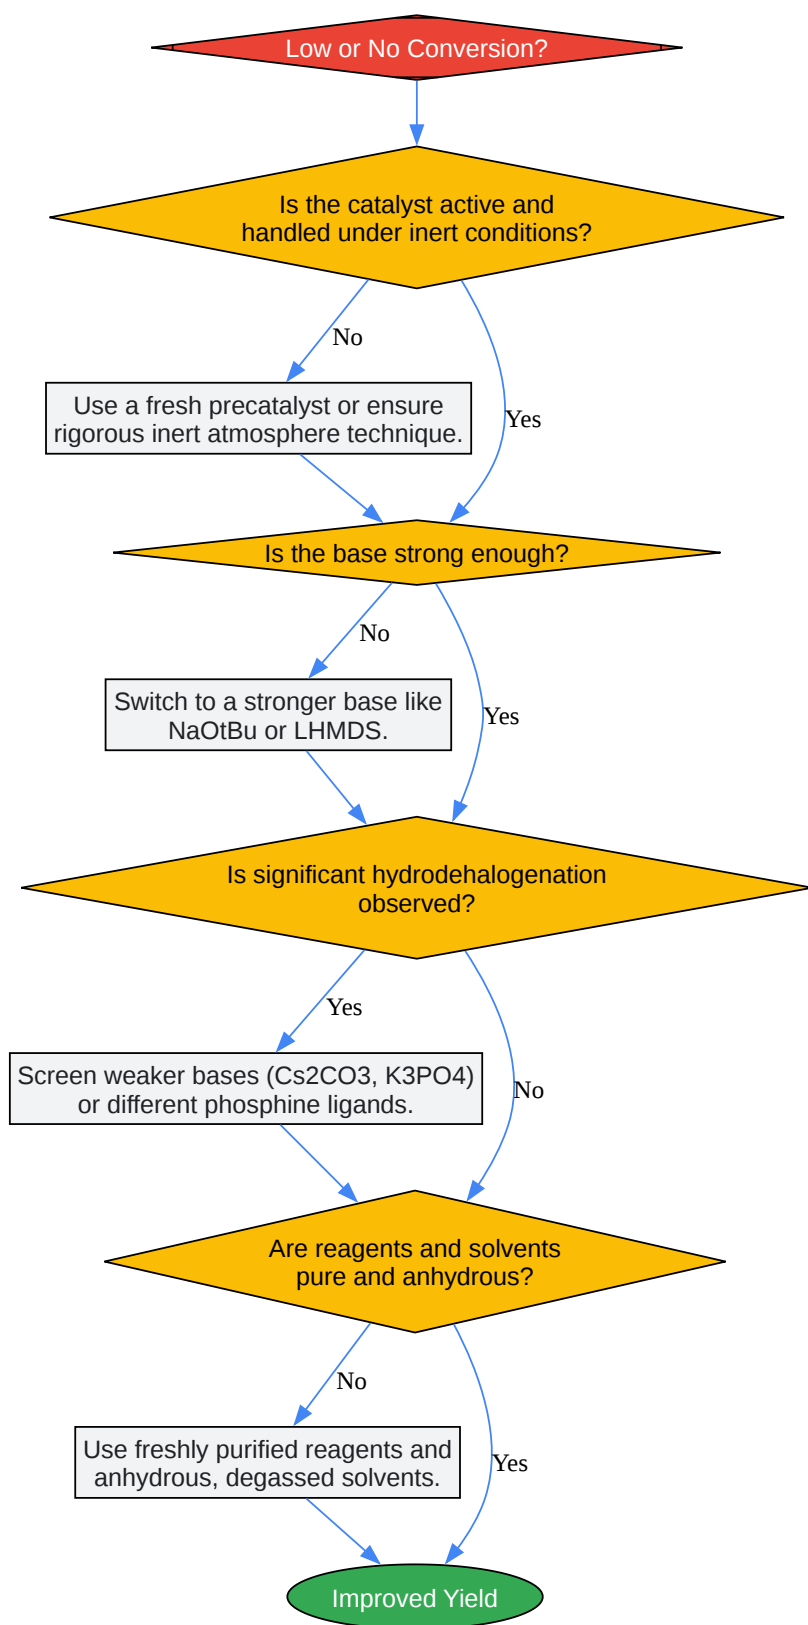 Low or No Conversion?
Is the catalyst active and
handled under inert conditions?
No
Use a fresh precatalyst or ensure
rigorous inert atmosphere technique.
Yes
Is the base strong enough?
No
Switch to a stronger base like
NaOtBu or LHMDS.
Yes
Is significant hydrodehalogenation
observed?
Yes
Screen weaker bases (Cs2CO3, K3PO4)
or different phosphine ligands.
No
Are reagents and solvents
pure and anhydrous?
No
Use freshly purified reagents and
anhydrous, degassed solvents.
Yes
Improved Yield